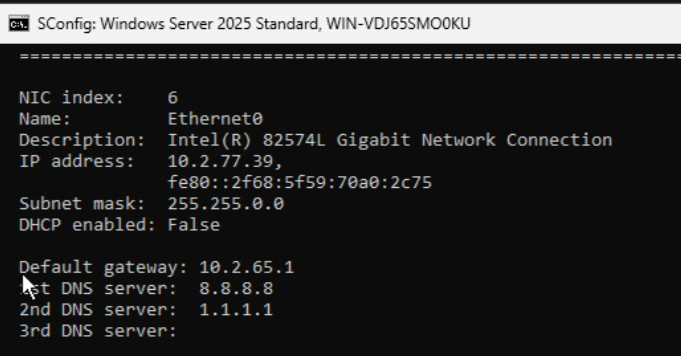 SConfig: Windows Server 2025 Standard, WIN-VDJ65SMO0KU
================================================================
NIC index: 6
Name: Ethernet0
Description: Intel(R) 82574L Gigabit Network Connection
IP address: 10.2.77.39,
fe80::2f68:5f59:70a0:2c75
Subnet mask: 255.255.0.0
DHCP enabled: False
Default gateway: 10.2.65.1
1st DNS server: 8.8.8.8
2nd DNS server: 1.1.1.1
3rd DNS server: